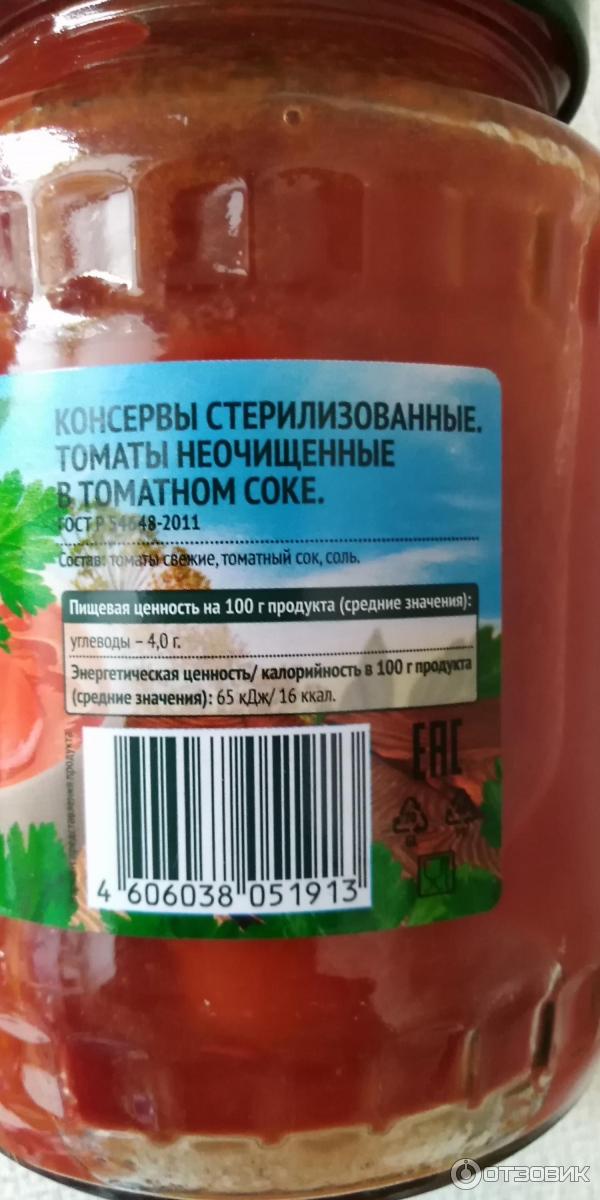 КОНСЕРВЫ СТЕРИЛИЗОВАННЫЕ.
ТОМАТЫ НЕОЧИЩЕННЫЕ
В ТОМАТНОМ СОКЕ.
ГОСТ Р 54648-2011
Состав: томаты свежие, томатный сок, соль.
Пищевая ценность на 100 г продукта (средние значения):
углеводы – 4,0 г.
Энергетическая ценность/ калорийность в 100 г продукта
(средние значения): 65 кДж/ 16 ккал.
EAC
4 606038 051913
продукта
ОТЗОВИК